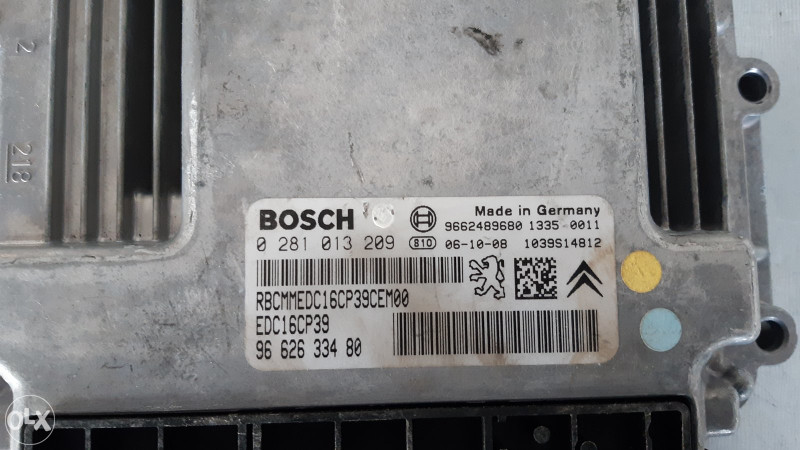 2
218
BOSCH
Made in Germany
9662489680 1335 0011
0 281 013 209 810 06-10-08 1039S14812
RBCMMEDC16CP39CEM00
EDC16CP39
96 626 334 80
OLX